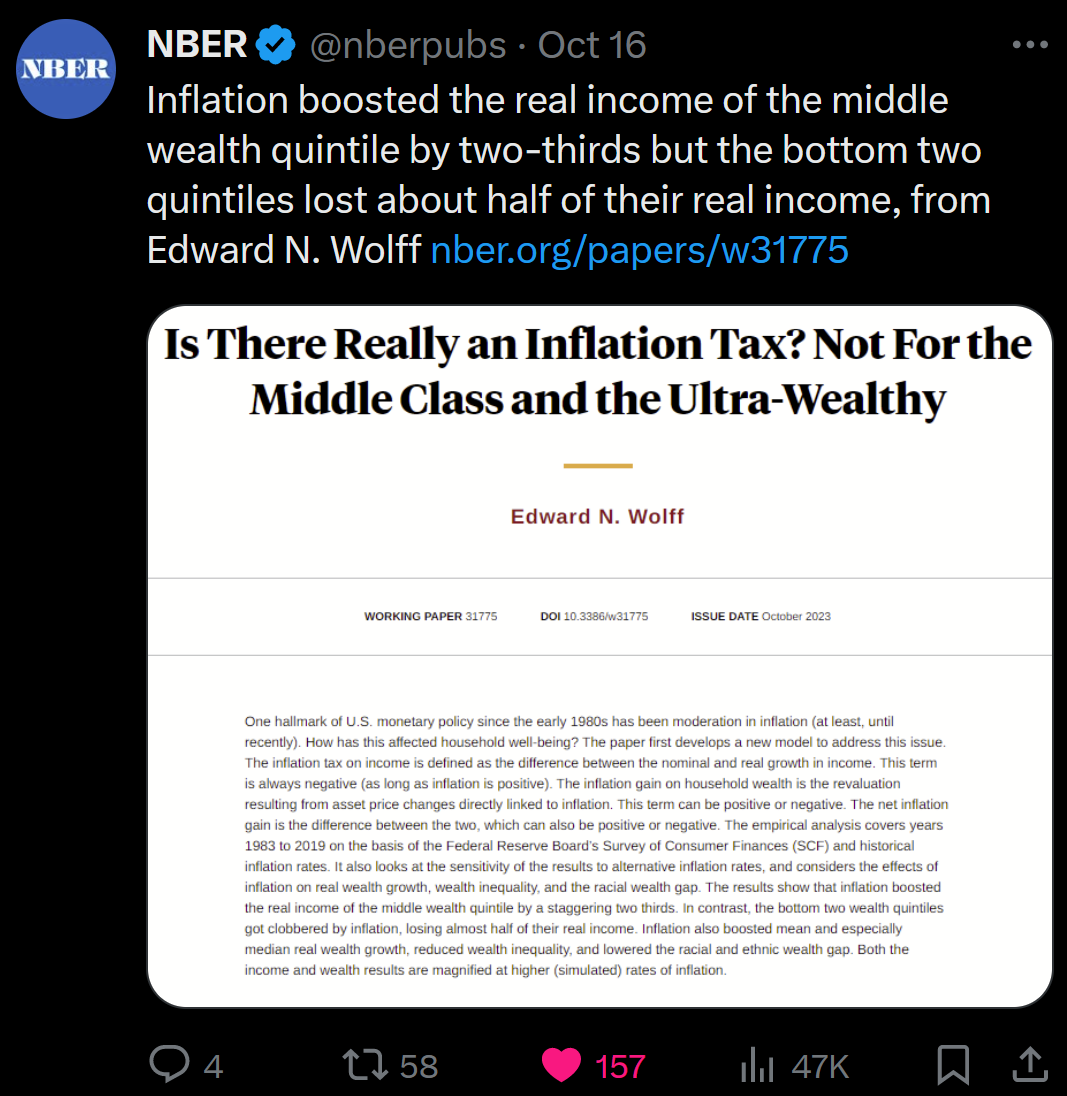 NBER
NBER @nberpubs · Oct 16
Inflation boosted the real income of the middle
wealth quintile by two-thirds but the bottom two
quintiles lost about half of their real income, from
Edward N. Wolff nber.org/papers/w31775
Is There Really an Inflation Tax? Not For the
Middle Class and the Ultra-Wealthy
Edward N. Wolff
WORKING PAPER 31775 DOI 10.3386/w31775 ISSUE DATE October 2023
One hallmark of U.S. monetary policy since the early 1980s has been moderation in inflation (at least, until
recently). How has this affected household well-being? The paper first develops a new model to address this issue.
The inflation tax on income is defined as the difference between the nominal and real growth in income. This term
is always negative (as long as inflation is positive). The inflation gain on household wealth is the revaluation
resulting from asset price changes directly linked to inflation. This term can be positive or negative. The net inflation
gain is the difference between the two, which can also be positive or negative. The empirical analysis covers years
1983 to 2019 on the basis of the Federal Reserve Board's Survey of Consumer Finances (SCF) and historical
inflation rates. It also looks at the sensitivity of the results to alternative inflation rates, and considers the effects of
inflation on real wealth growth, wealth inequality, and the racial wealth gap. The results show that inflation boosted
the real income of the middle wealth quintile by a staggering two thirds. In contrast, the bottom two wealth quintiles
got clobbered by inflation, losing almost half of their real income. Inflation also boosted mean and especially
median real wealth growth, reduced wealth inequality, and lowered the racial and ethnic wealth gap. Both the
income and wealth results are magnified at higher (simulated) rates of inflation.
4 58 157 47K